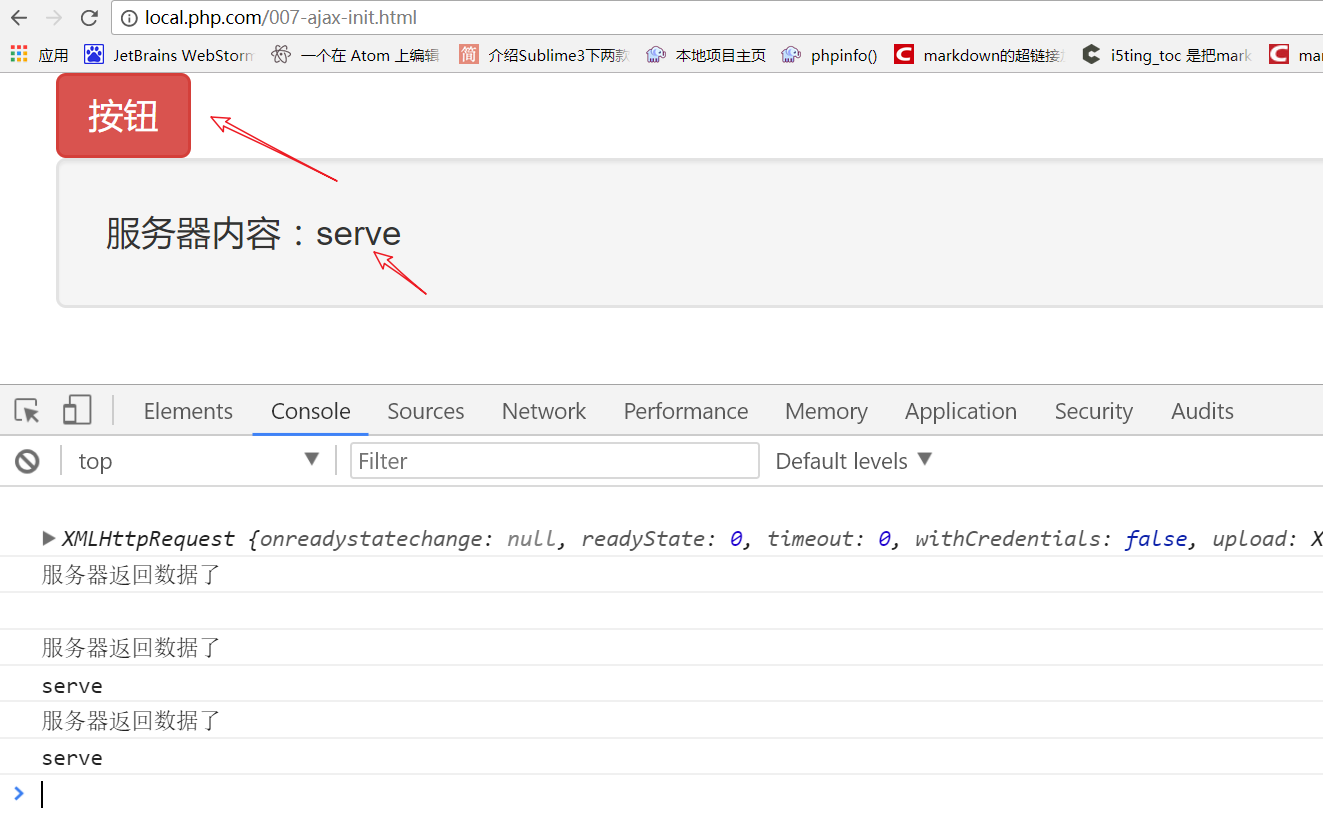 local.php.com/007-ajax-init.html
应用 JetBrains WebStorm 一个在 Atom 上编辑 简 介绍Sublime3下两款 本地项目主页 phpinfo() markdown的超链接 i5ting_toc 是把mark
按钮
服务器内容：serve
Elements Console Sources Network Performance Memory Application Security Audits
top Filter Default levels
XMLHttpRequest {onreadystatechange: null, readyState: 0, timeout: 0, withCredentials: false, upload: X
服务器返回数据了
服务器返回数据了
serve
服务器返回数据了
serve